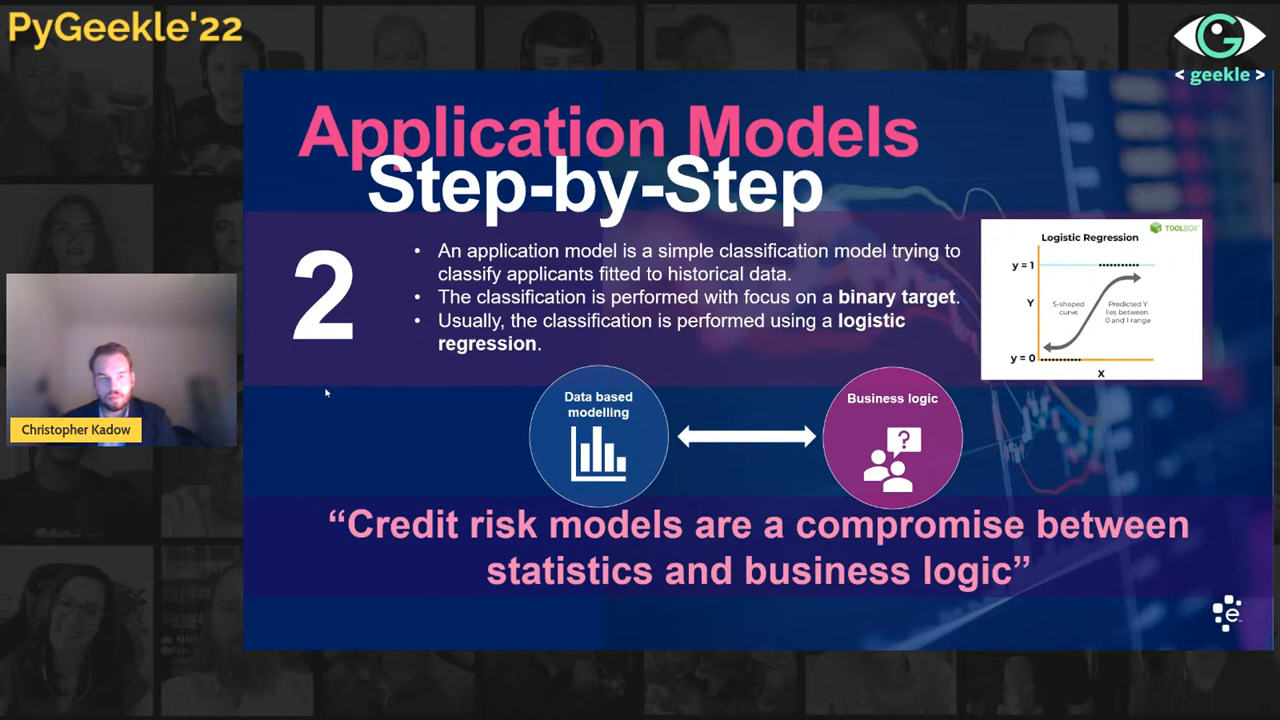 PyGeekle'22
< geekle >
Application Models
Step-by-Step
2
• An application model is a simple classification model trying to
classify applicants fitted to historical data.
• The classification is performed with focus on a binary target.
• Usually, the classification is performed using a logistic
regression.
TOOLBOX
Logistic Regression
y = 1
Y
S-shaped
curve
Predicted Y
lies between
0 and 1 range
y = 0
X
Christopher Kadow
Data based
modelling
Business logic
?
“Credit risk models are a compromise between
statistics and business logic”
e